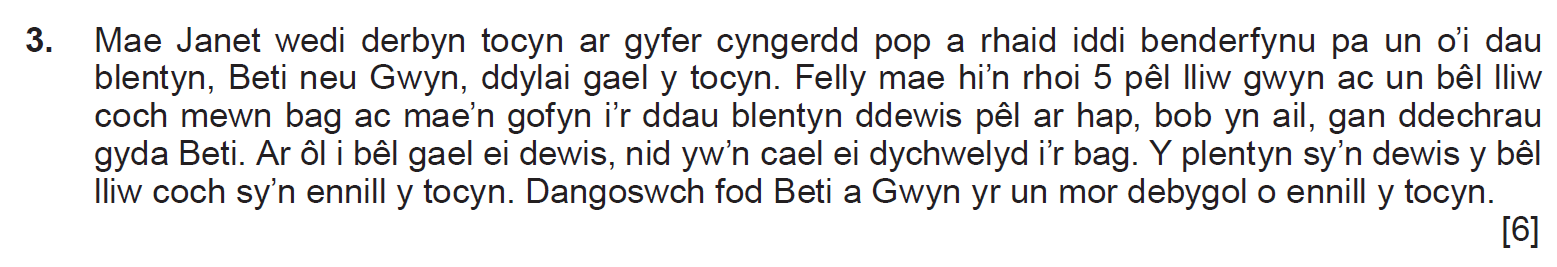 3. Mae Janet wedi derbyn tocyn ar gyfer cyngerdd pop a rhaid iddi benderfynu pa un o’i dau
blentyn, Beti neu Gwyn, ddylai gael y tocyn. Felly mae hi’n rhoi 5 pêl lliw gwyn ac un bêl lliw
coch mewn bag ac mae’n gofyn i’r ddau blentyn ddewis pêl ar hap, bob yn ail, gan ddechrau
gyda Beti. Ar ôl i bêl gael ei dewis, nid yw’n cael ei dychwelyd i’r bag. Y plentyn sy’n dewis y bêl
lliw coch sy’n ennill y tocyn. Dangoswch fod Beti a Gwyn yr un mor debygol o ennill y tocyn.
[6]